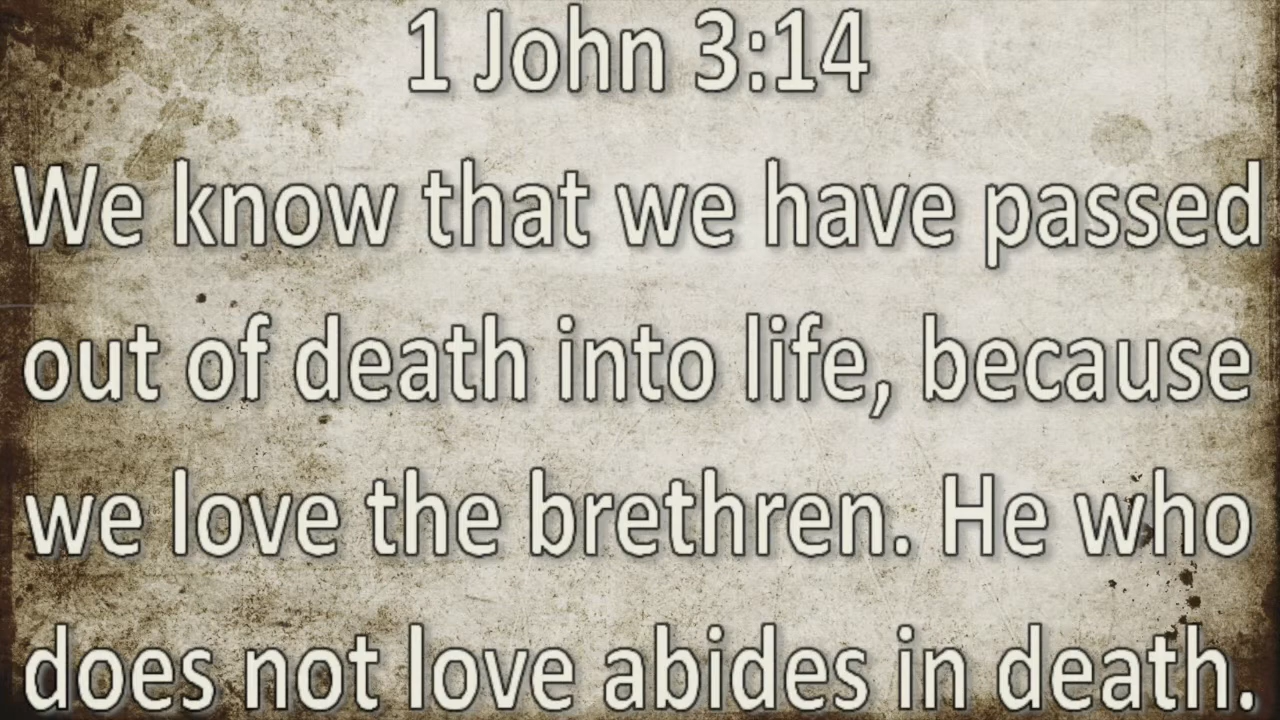 1 John 3:14
We know that we have passed
out of death into life, because
we love the brethren. He who
does not love abides in death.